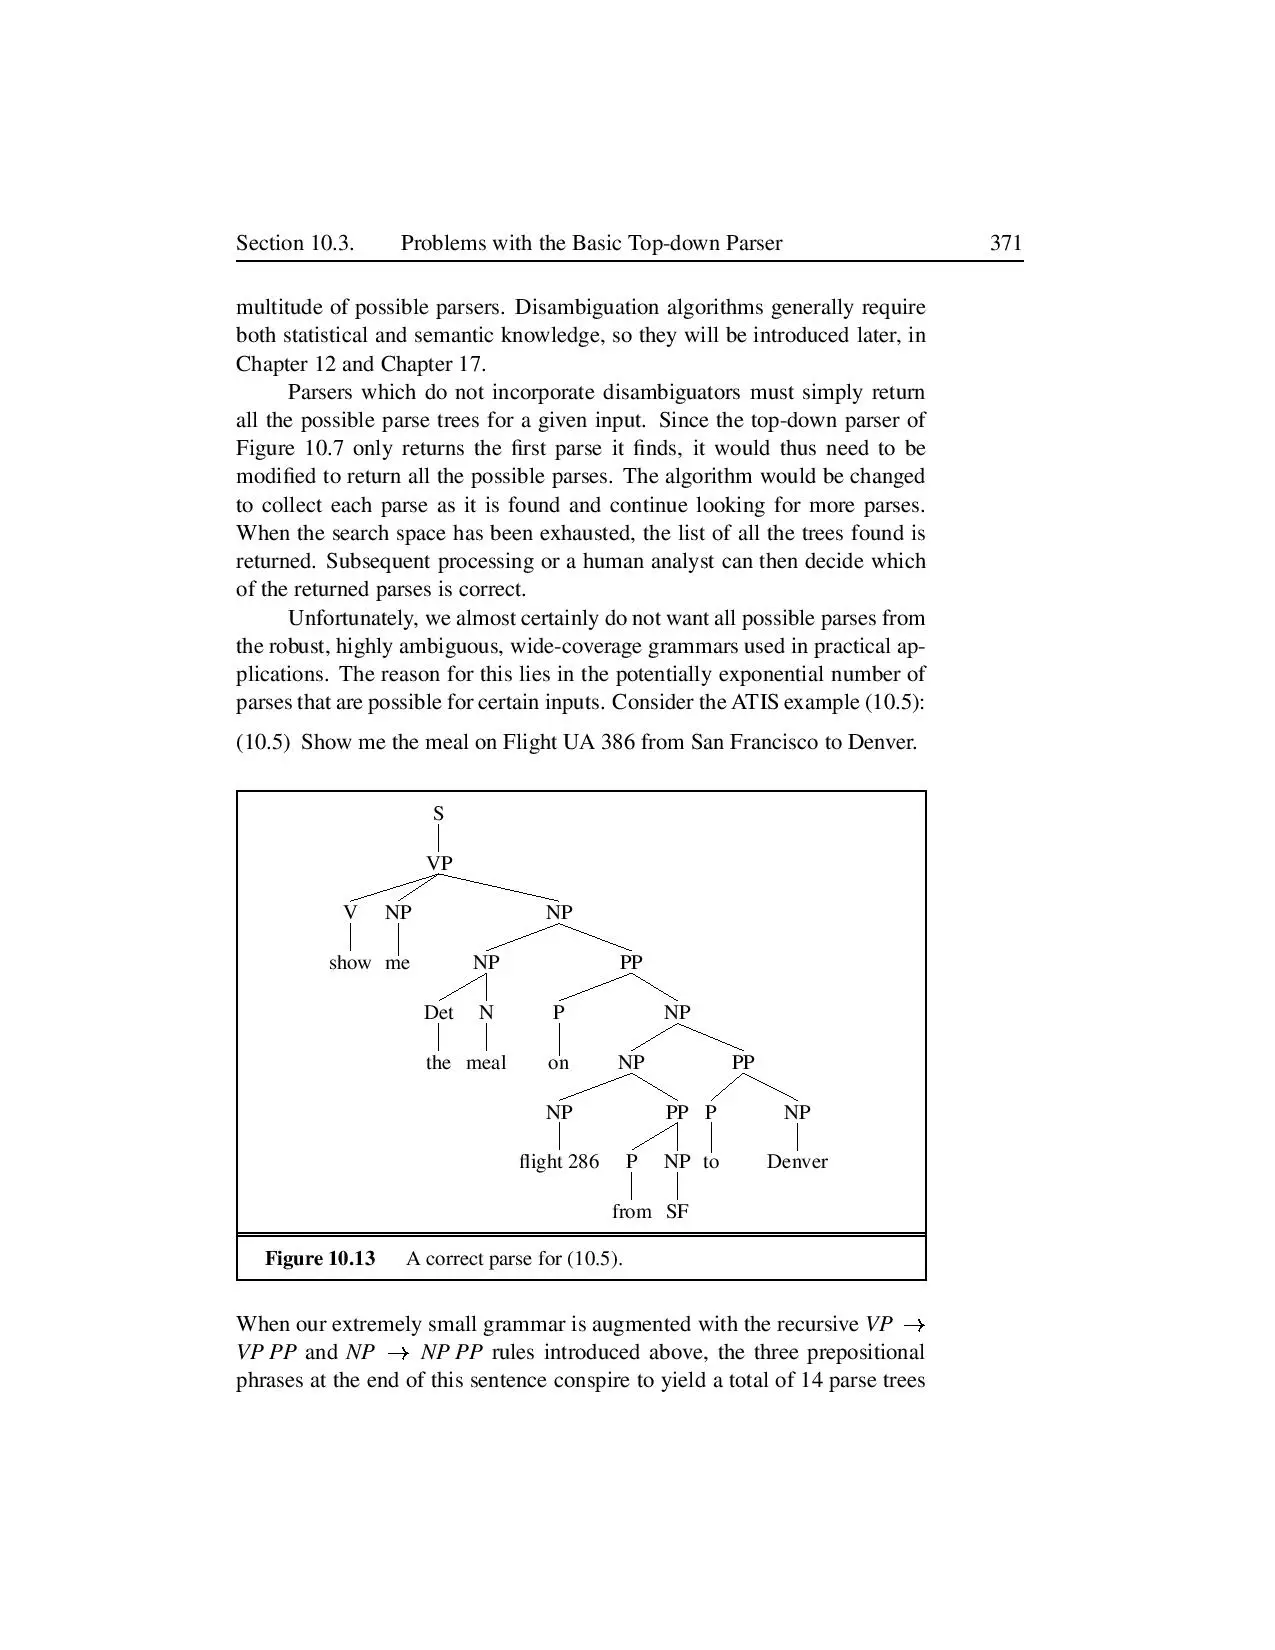 Section 10.3. Problems with the Basic Top-down Parser 371
multitude of possible parsers. Disambiguation algorithms generally require
both statistical and semantic knowledge, so they will be introduced later, in
Chapter 12 and Chapter 17.
Parsers which do not incorporate disambiguators must simply return
all the possible parse trees for a given input. Since the top-down parser of
Figure 10.7 only returns the first parse it finds, it would thus need to be
modified to return all the possible parses. The algorithm would be changed
to collect each parse as it is found and continue looking for more parses.
When the search space has been exhausted, the list of all the trees found is
returned. Subsequent processing or a human analyst can then decide which
of the returned parses is correct.
Unfortunately, we almost certainly do not want all possible parses from
the robust, highly ambiguous, wide-coverage grammars used in practical ap-
plications. The reason for this lies in the potentially exponential number of
parses that are possible for certain inputs. Consider the ATIS example (10.5):
(10.5) Show me the meal on Flight UA 386 from San Francisco to Denver.
S
VP
V NP NP
show me NP PP
Det N P NP
the meal on NP PP
NP PP P NP
flight 286 P NP to Denver
from SF
Figure 10.13 A correct parse for (10.5).
When our extremely small grammar is augmented with the recursive VP →
VP PP and NP → NP PP rules introduced above, the three prepositional
phrases at the end of this sentence conspire to yield a total of 14 parse trees